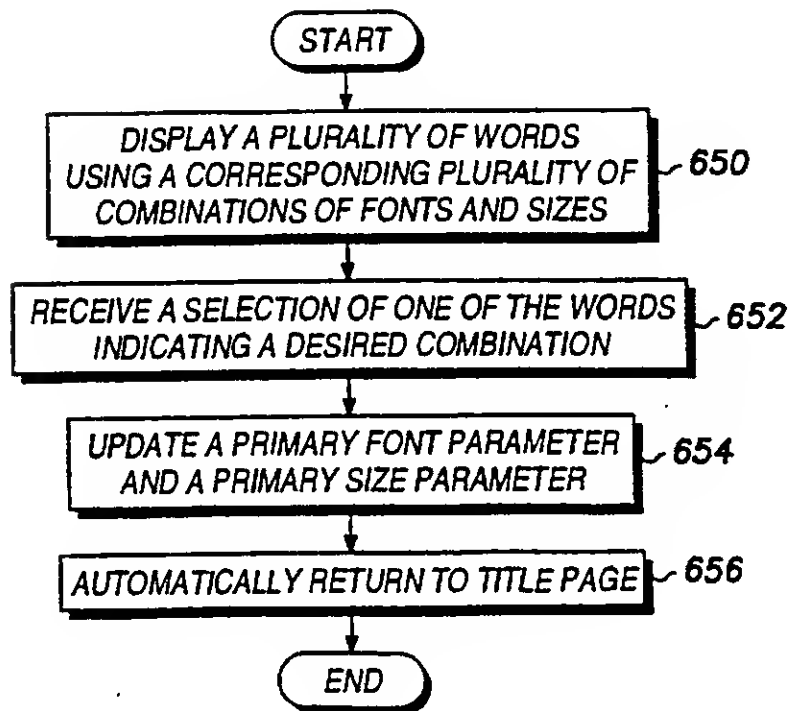 START
DISPLAY A PLURALITY OF WORDS
USING A CORRESPONDING PLURALITY OF
COMBINATIONS OF FONTS AND SIZES
650
RECEIVE A SELECTION OF ONE OF THE WORDS
INDICATING A DESIRED COMBINATION
652
UPDATE A PRIMARY FONT PARAMETER
AND A PRIMARY SIZE PARAMETER
654
AUTOMATICALLY RETURN TO TITLE PAGE
656
END